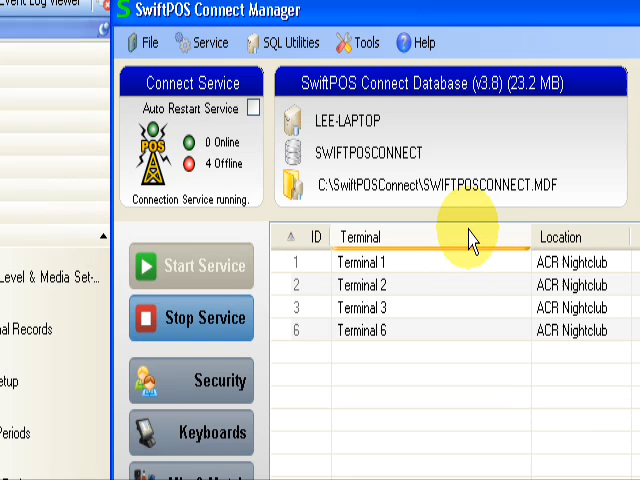 Event Log Viewer
SwiftPOS Connect Manager
File Service SQL Utilities Tools Help
Connect Service
Auto Restart Service
POS
0 Online
4 Offline
Connection Service running.
SwiftPOS Connect Database (v3.8) (23.2 MB)
LEE-LAPTOP
SWIFTPOSCONNECT
C:\SwiftPOSConnect\SWIFTPOSCONNECT.MDF
ID Terminal Location
1 Terminal 1 ACR Nightclub
2 Terminal 2 ACR Nightclub
3 Terminal 3 ACR Nightclub
6 Terminal 6 ACR Nightclub
Start Service
Stop Service
Security
Keyboards
Level & Media Set-...
al Records
etup
Periods